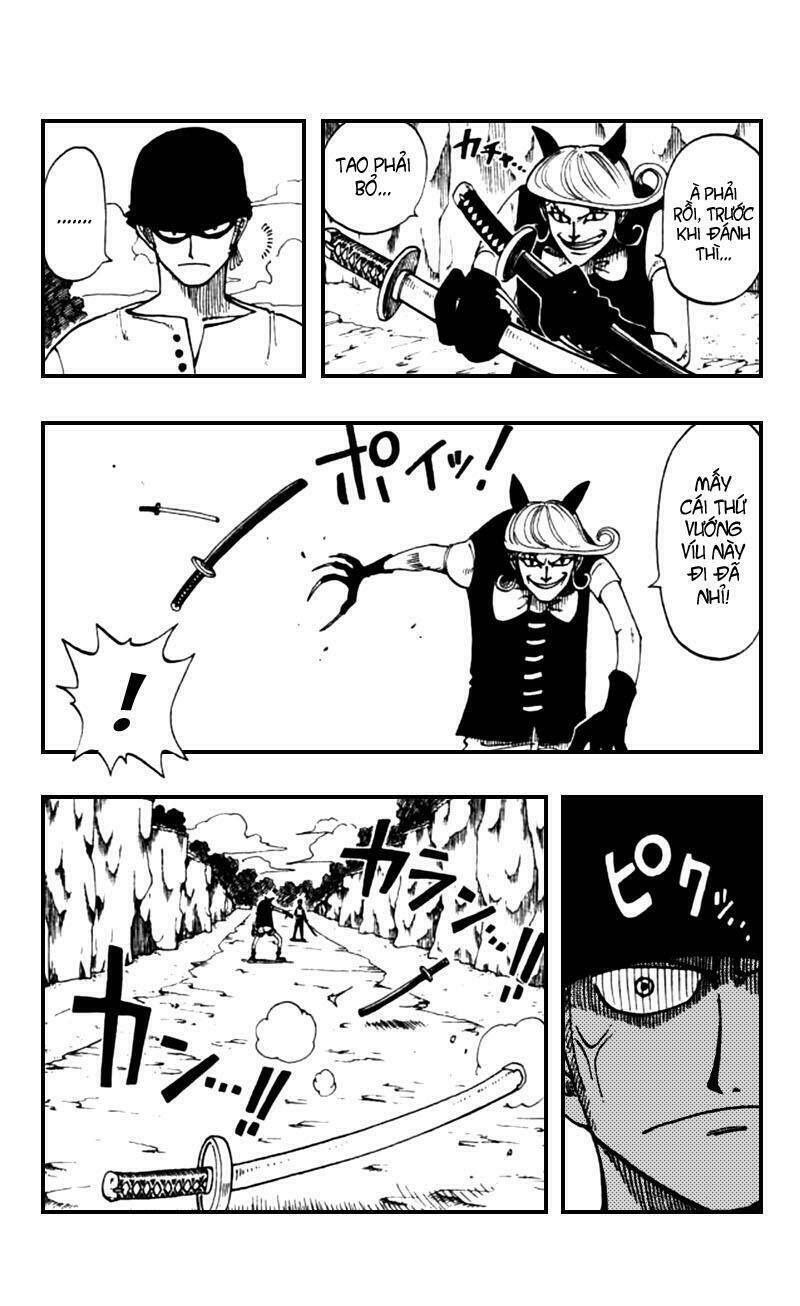 À PHẢI
RỒI, TRƯỚC
KHI ĐÁNH
THÌ...
カチャ...
TAO PHẢI
BỎ...
........
MẤY
CÁI THỨ
VƯỚNG
VÍU NÀY
ĐI ĐÃ
NHỈ!
ポイッ!
!
ピクッ...
カラン...!!
カン...!!